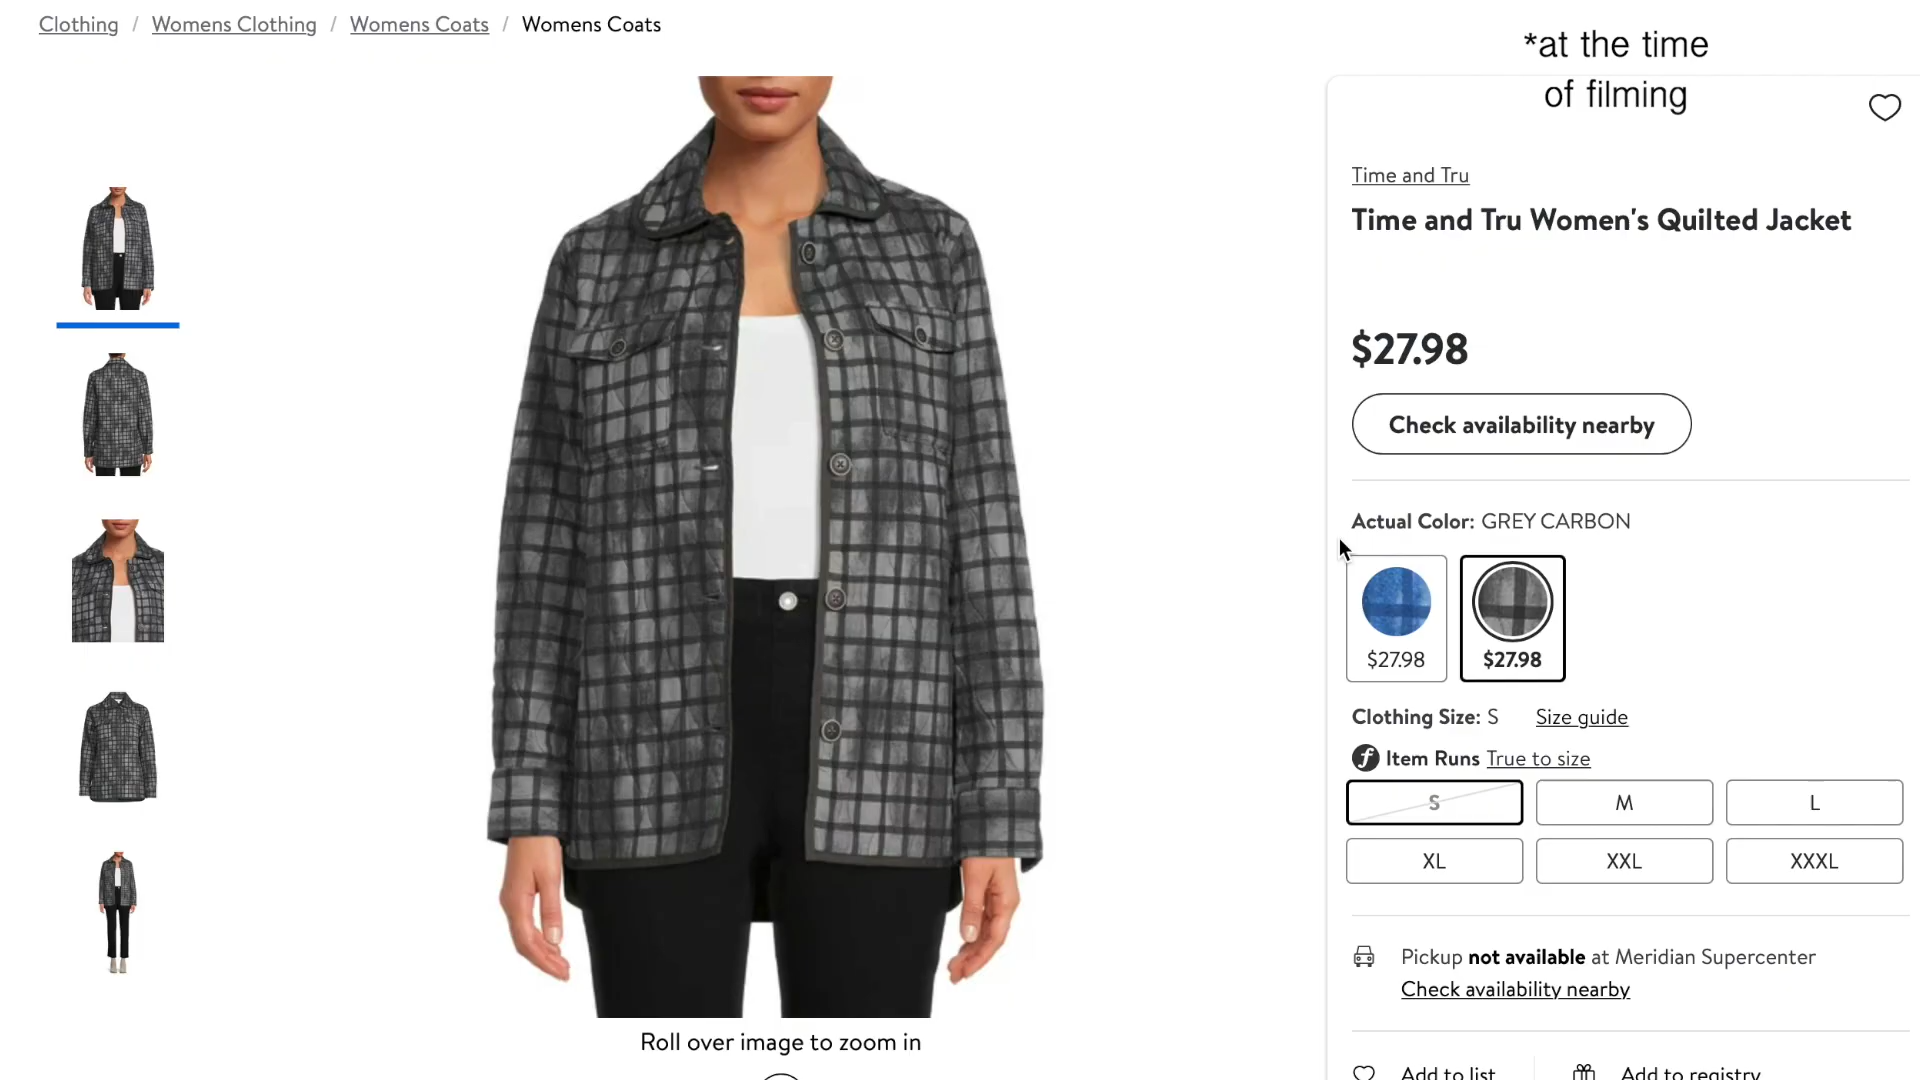 Clothing / Womens Clothing / Womens Coats / Womens Coats
*at the time
of filming
Time and Tru
Time and Tru Women's Quilted Jacket
$27.98
Check availability nearby
Actual Color: GREY CARBON
$27.98 $27.98
Clothing Size: S Size guide
Item Runs True to size
S M L
XL XXL XXXL
Pickup not available at Meridian Supercenter
Check availability nearby
Roll over image to zoom in
Add to list Add to registry